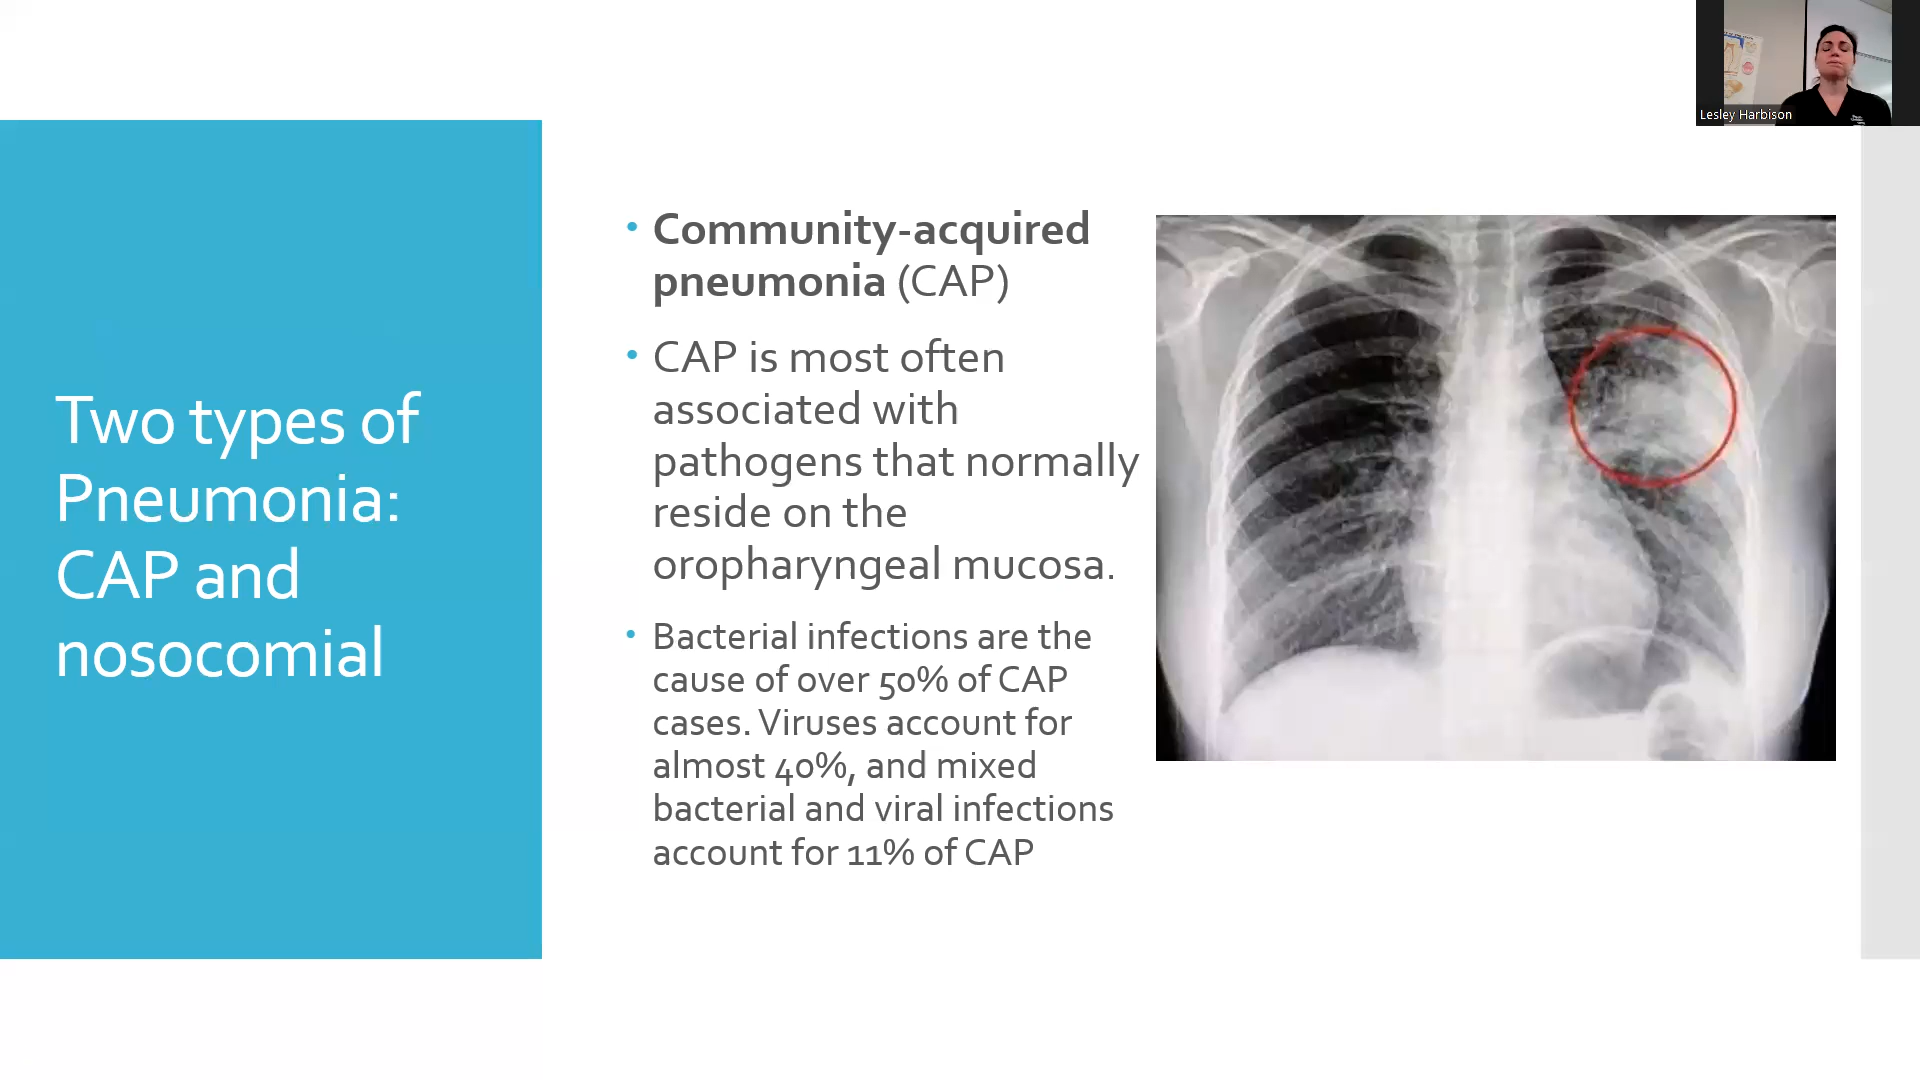 Lesley Harbison
Two types of
Pneumonia:
CAP and
nosocomial
• Community-acquired
pneumonia (CAP)
• CAP is most often
associated with
pathogens that normally
reside on the
oropharyngeal mucosa.
• Bacterial infections are the
cause of over 50% of CAP
cases. Viruses account for
almost 40%, and mixed
bacterial and viral infections
account for 11% of CAP